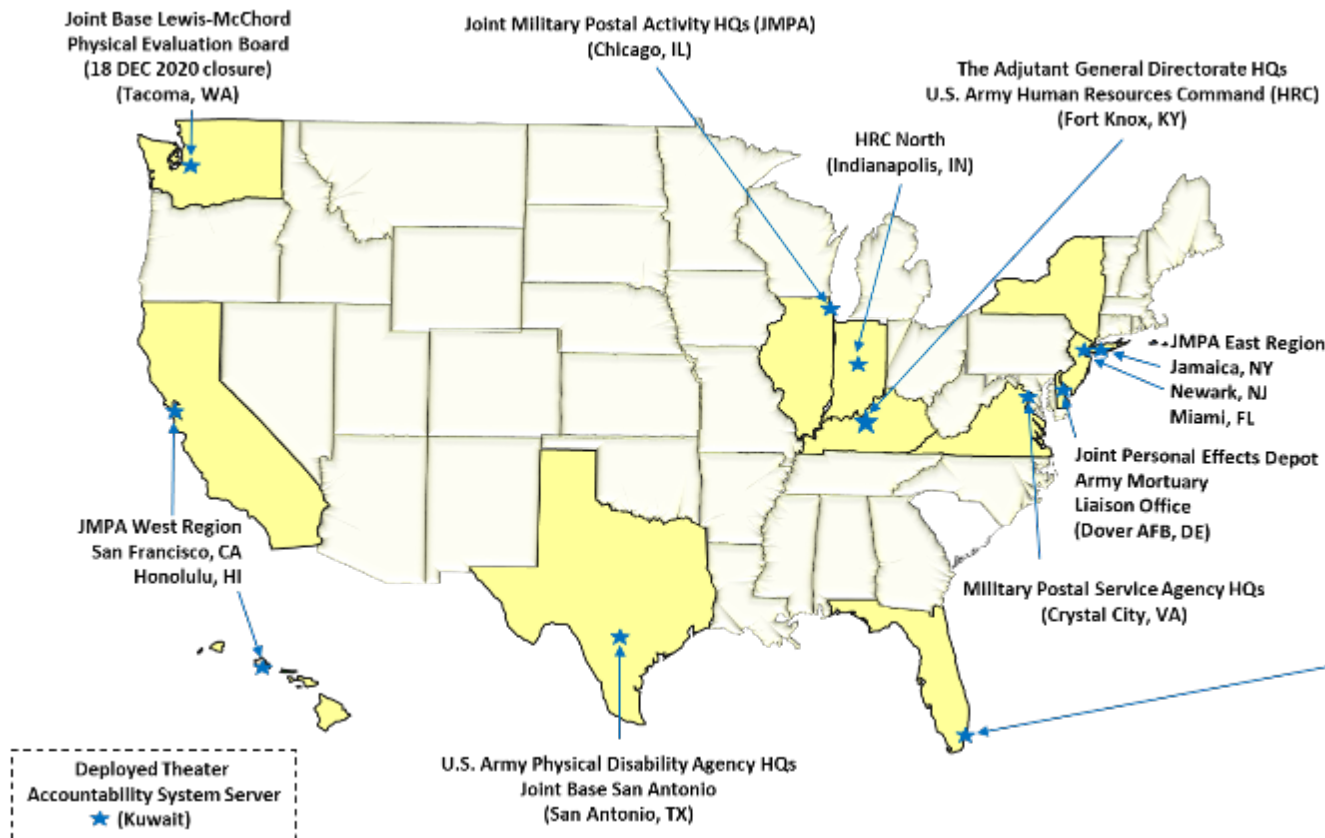 Joint Base Lewis-McChord
Physical Evaluation Board
(18 DEC 2020 closure)
(Tacoma, WA)
Joint Military Postal Activity HQs (JMPA)
(Chicago, IL)
The Adjutant General Directorate HQs
U.S. Army Human Resources Command (HRC)
(Fort Knox, KY)
HRC North
(Indianapolis, IN)
JMPA East Region
Jamaica, NY
Newark, NJ
Miami, FL
Joint Personal Effects Depot
Army Mortuary
Liaison Office
(Dover AFB, DE)
JMPA West Region
San Francisco, CA
Honolulu, HI
Military Postal Service Agency HQs
(Crystal City, VA)
U.S. Army Physical Disability Agency HQs
Joint Base San Antonio
(San Antonio, TX)
Deployed Theater
Accountability System Server
(Kuwait)